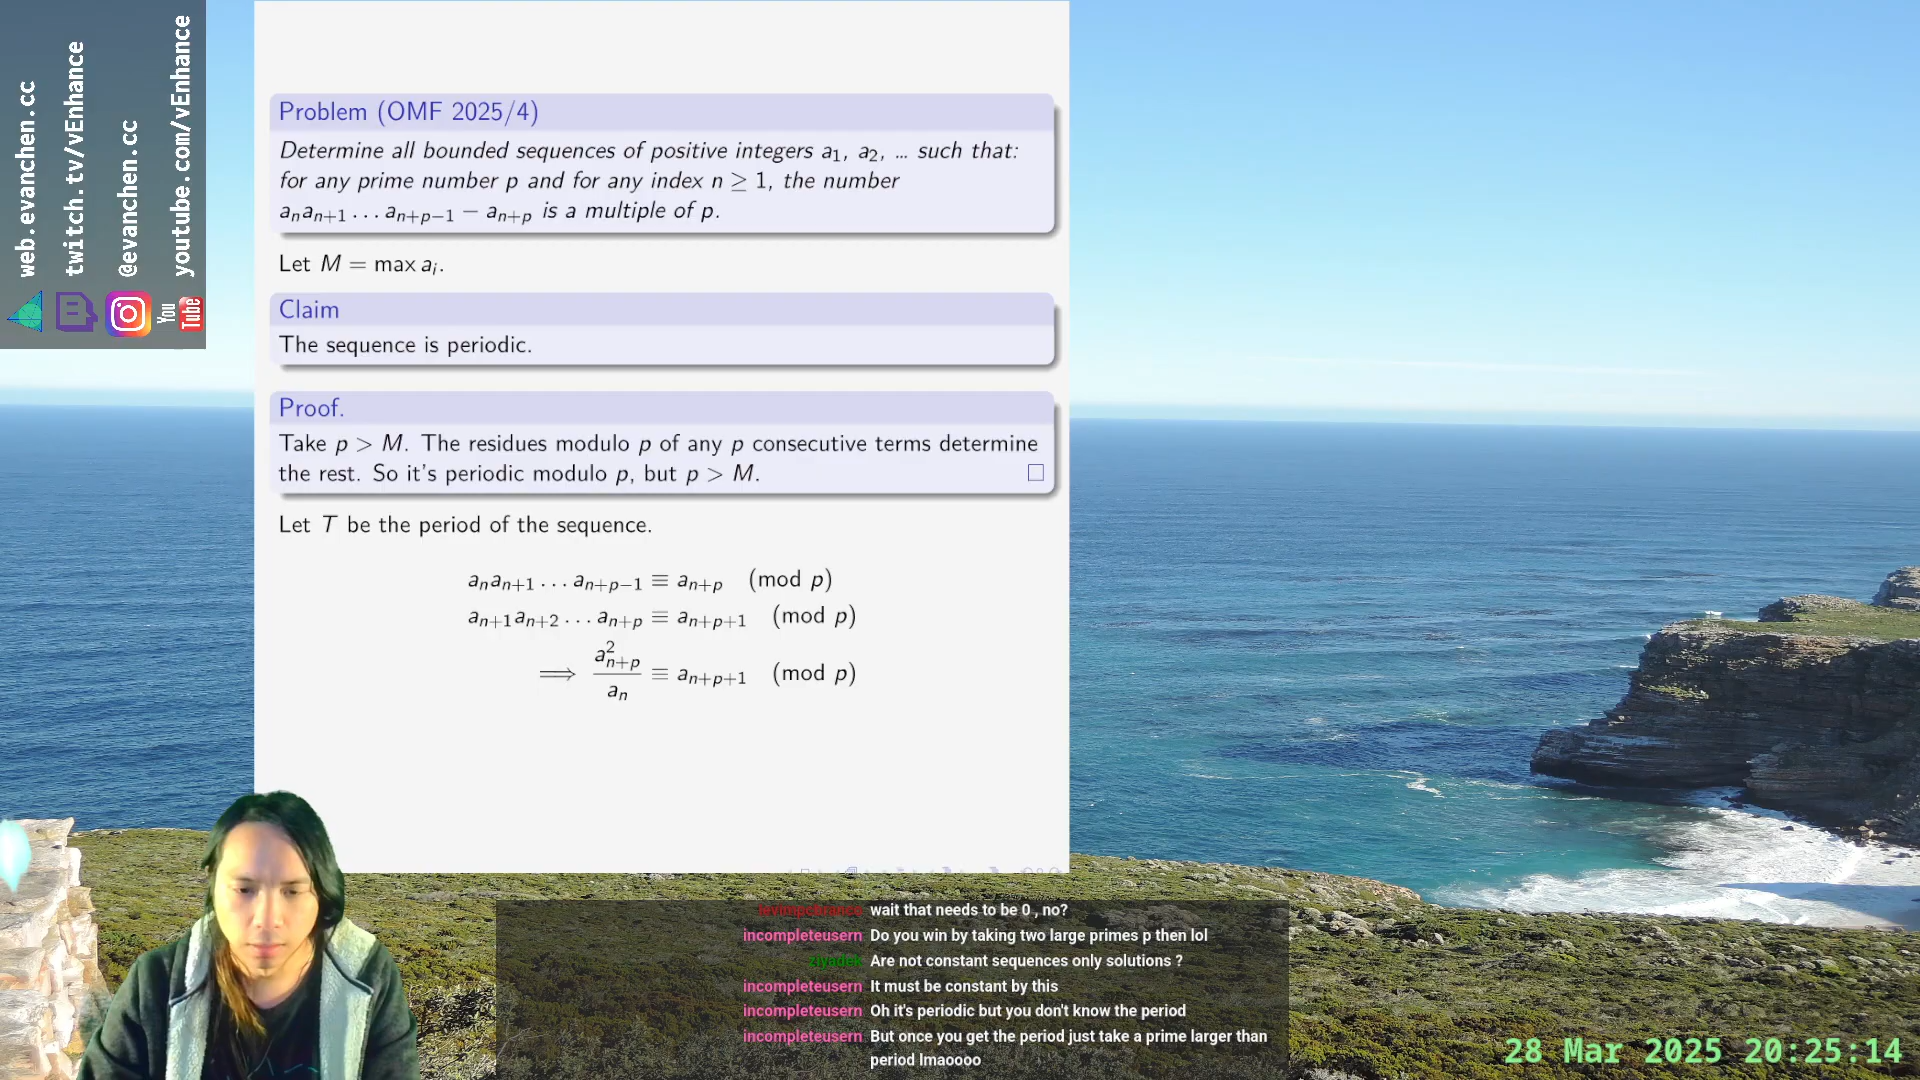 web.evanchen.cc
twitch.tv/vEnhance
@evanchen.cc
youtube.com/vEnhance
You
Tube
Problem (OMF 2025/4)
Determine all bounded sequences of positive integers a₁, a₂, … such that:
for any prime number p and for any index n ≥ 1, the number
aₙaₙ₊₁ … aₙ₊ₚ₋₁ − aₙ₊ₚ is a multiple of p.
Let M = max aᵢ.
Claim
The sequence is periodic.
Proof.
Take p > M. The residues modulo p of any p consecutive terms determine
the rest. So it's periodic modulo p, but p > M. □
Let T be the period of the sequence.
aₙaₙ₊₁ … aₙ₊ₚ₋₁ ≡ aₙ₊ₚ (mod p)
aₙ₊₁aₙ₊₂ … aₙ₊ₚ ≡ aₙ₊ₚ₊₁ (mod p)
⟹ a²ₙ₊ₚ / aₙ ≡ aₙ₊ₚ₊₁ (mod p)
wait that needs to be 0 , no?
incompleteusern Do you win by taking two large primes p then lol
ziyadek Are not constant sequences only solutions ?
incompleteusern It must be constant by this
incompleteusern Oh it's periodic but you don't know the period
incompleteusern But once you get the period just take a prime larger than
period lmaoooo
28 Mar 2025 20:25:14